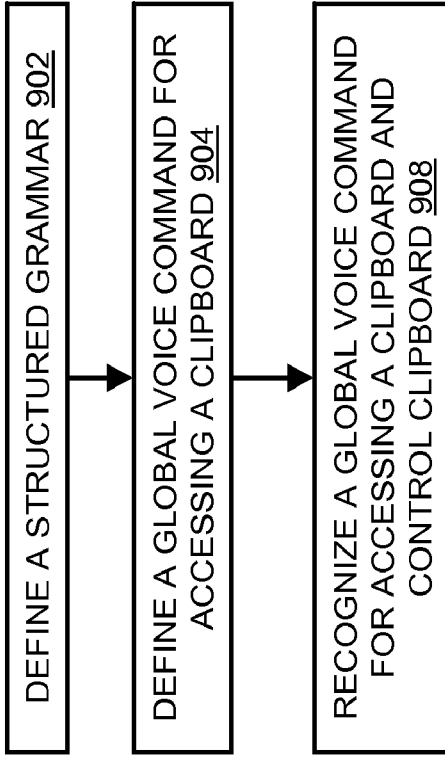 DEFINE A STRUCTURED GRAMMAR 902
DEFINE A GLOBAL VOICE COMMAND FOR
ACCESSING A CLIPBOARD 904
RECOGNIZE A GLOBAL VOICE COMMAND
FOR ACCESSING A CLIPBOARD AND
CONTROL CLIPBOARD 908